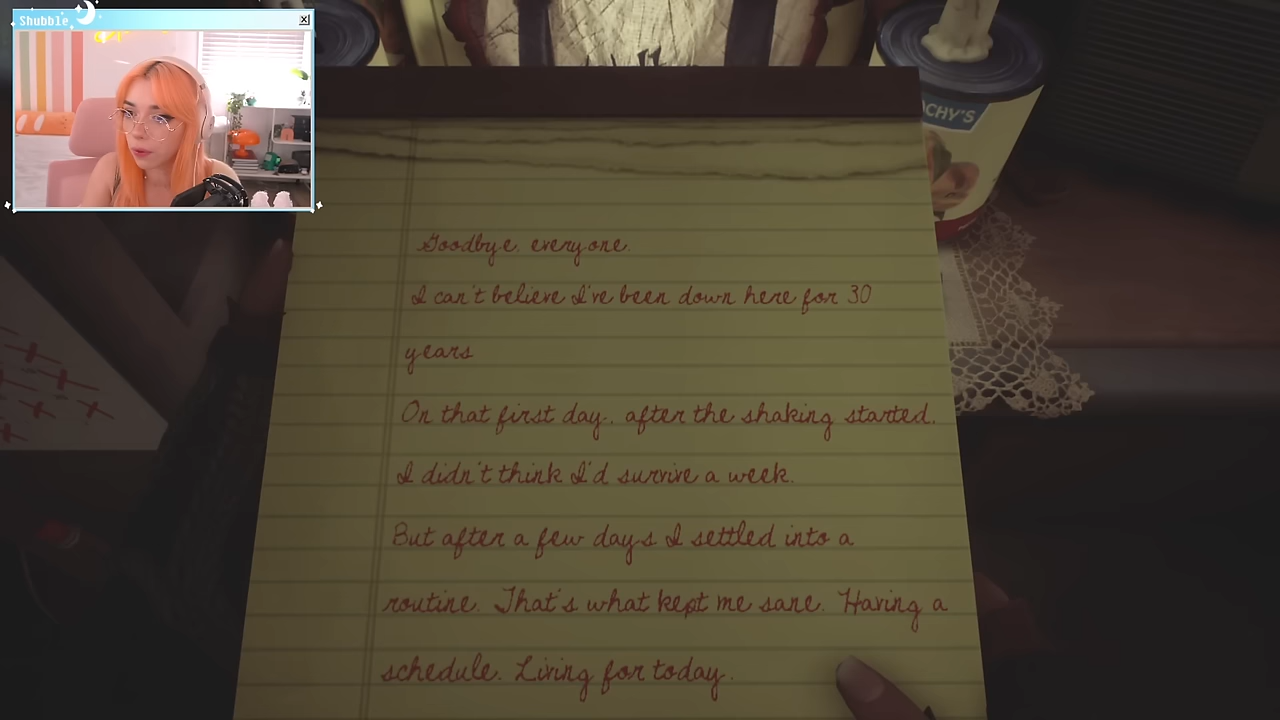 Shubble
CHY'S
Goodbye, everyone.
I can't believe I've been down here for 30
years
On that first day, after the shaking started,
I didn't think I'd survive a week.
But after a few days I settled into a
routine. That's what kept me sane. Having a
schedule. Living for today.